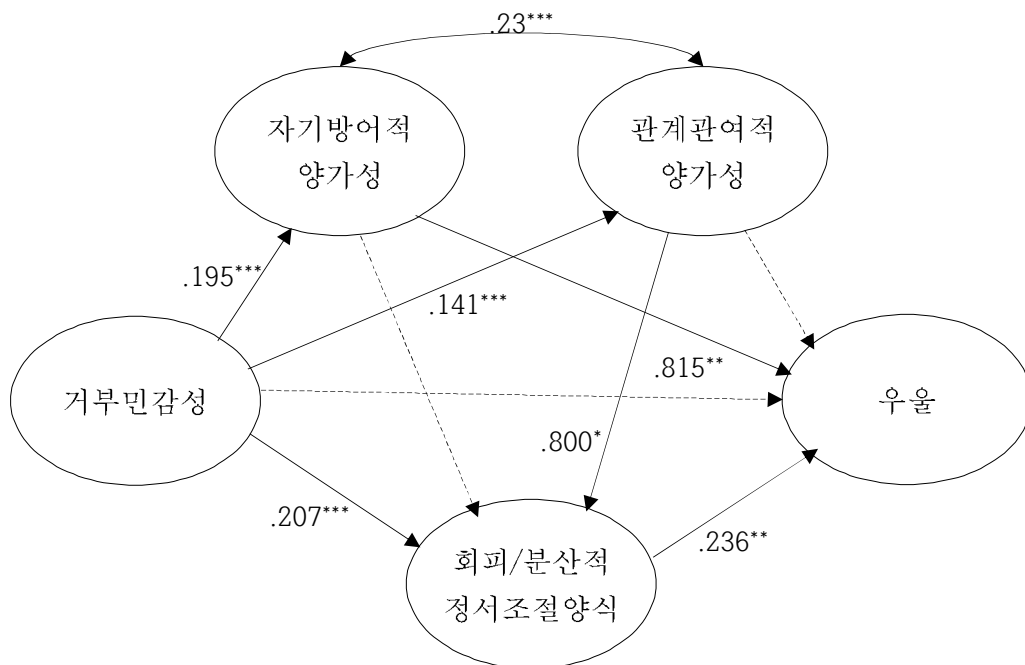 .23***
자기방어적
양가성
관계관여적
양가성
.195***
.141***
.815**
거부민감성
우울
.800*
.207***
.236**
회피/분산적
정서조절양식